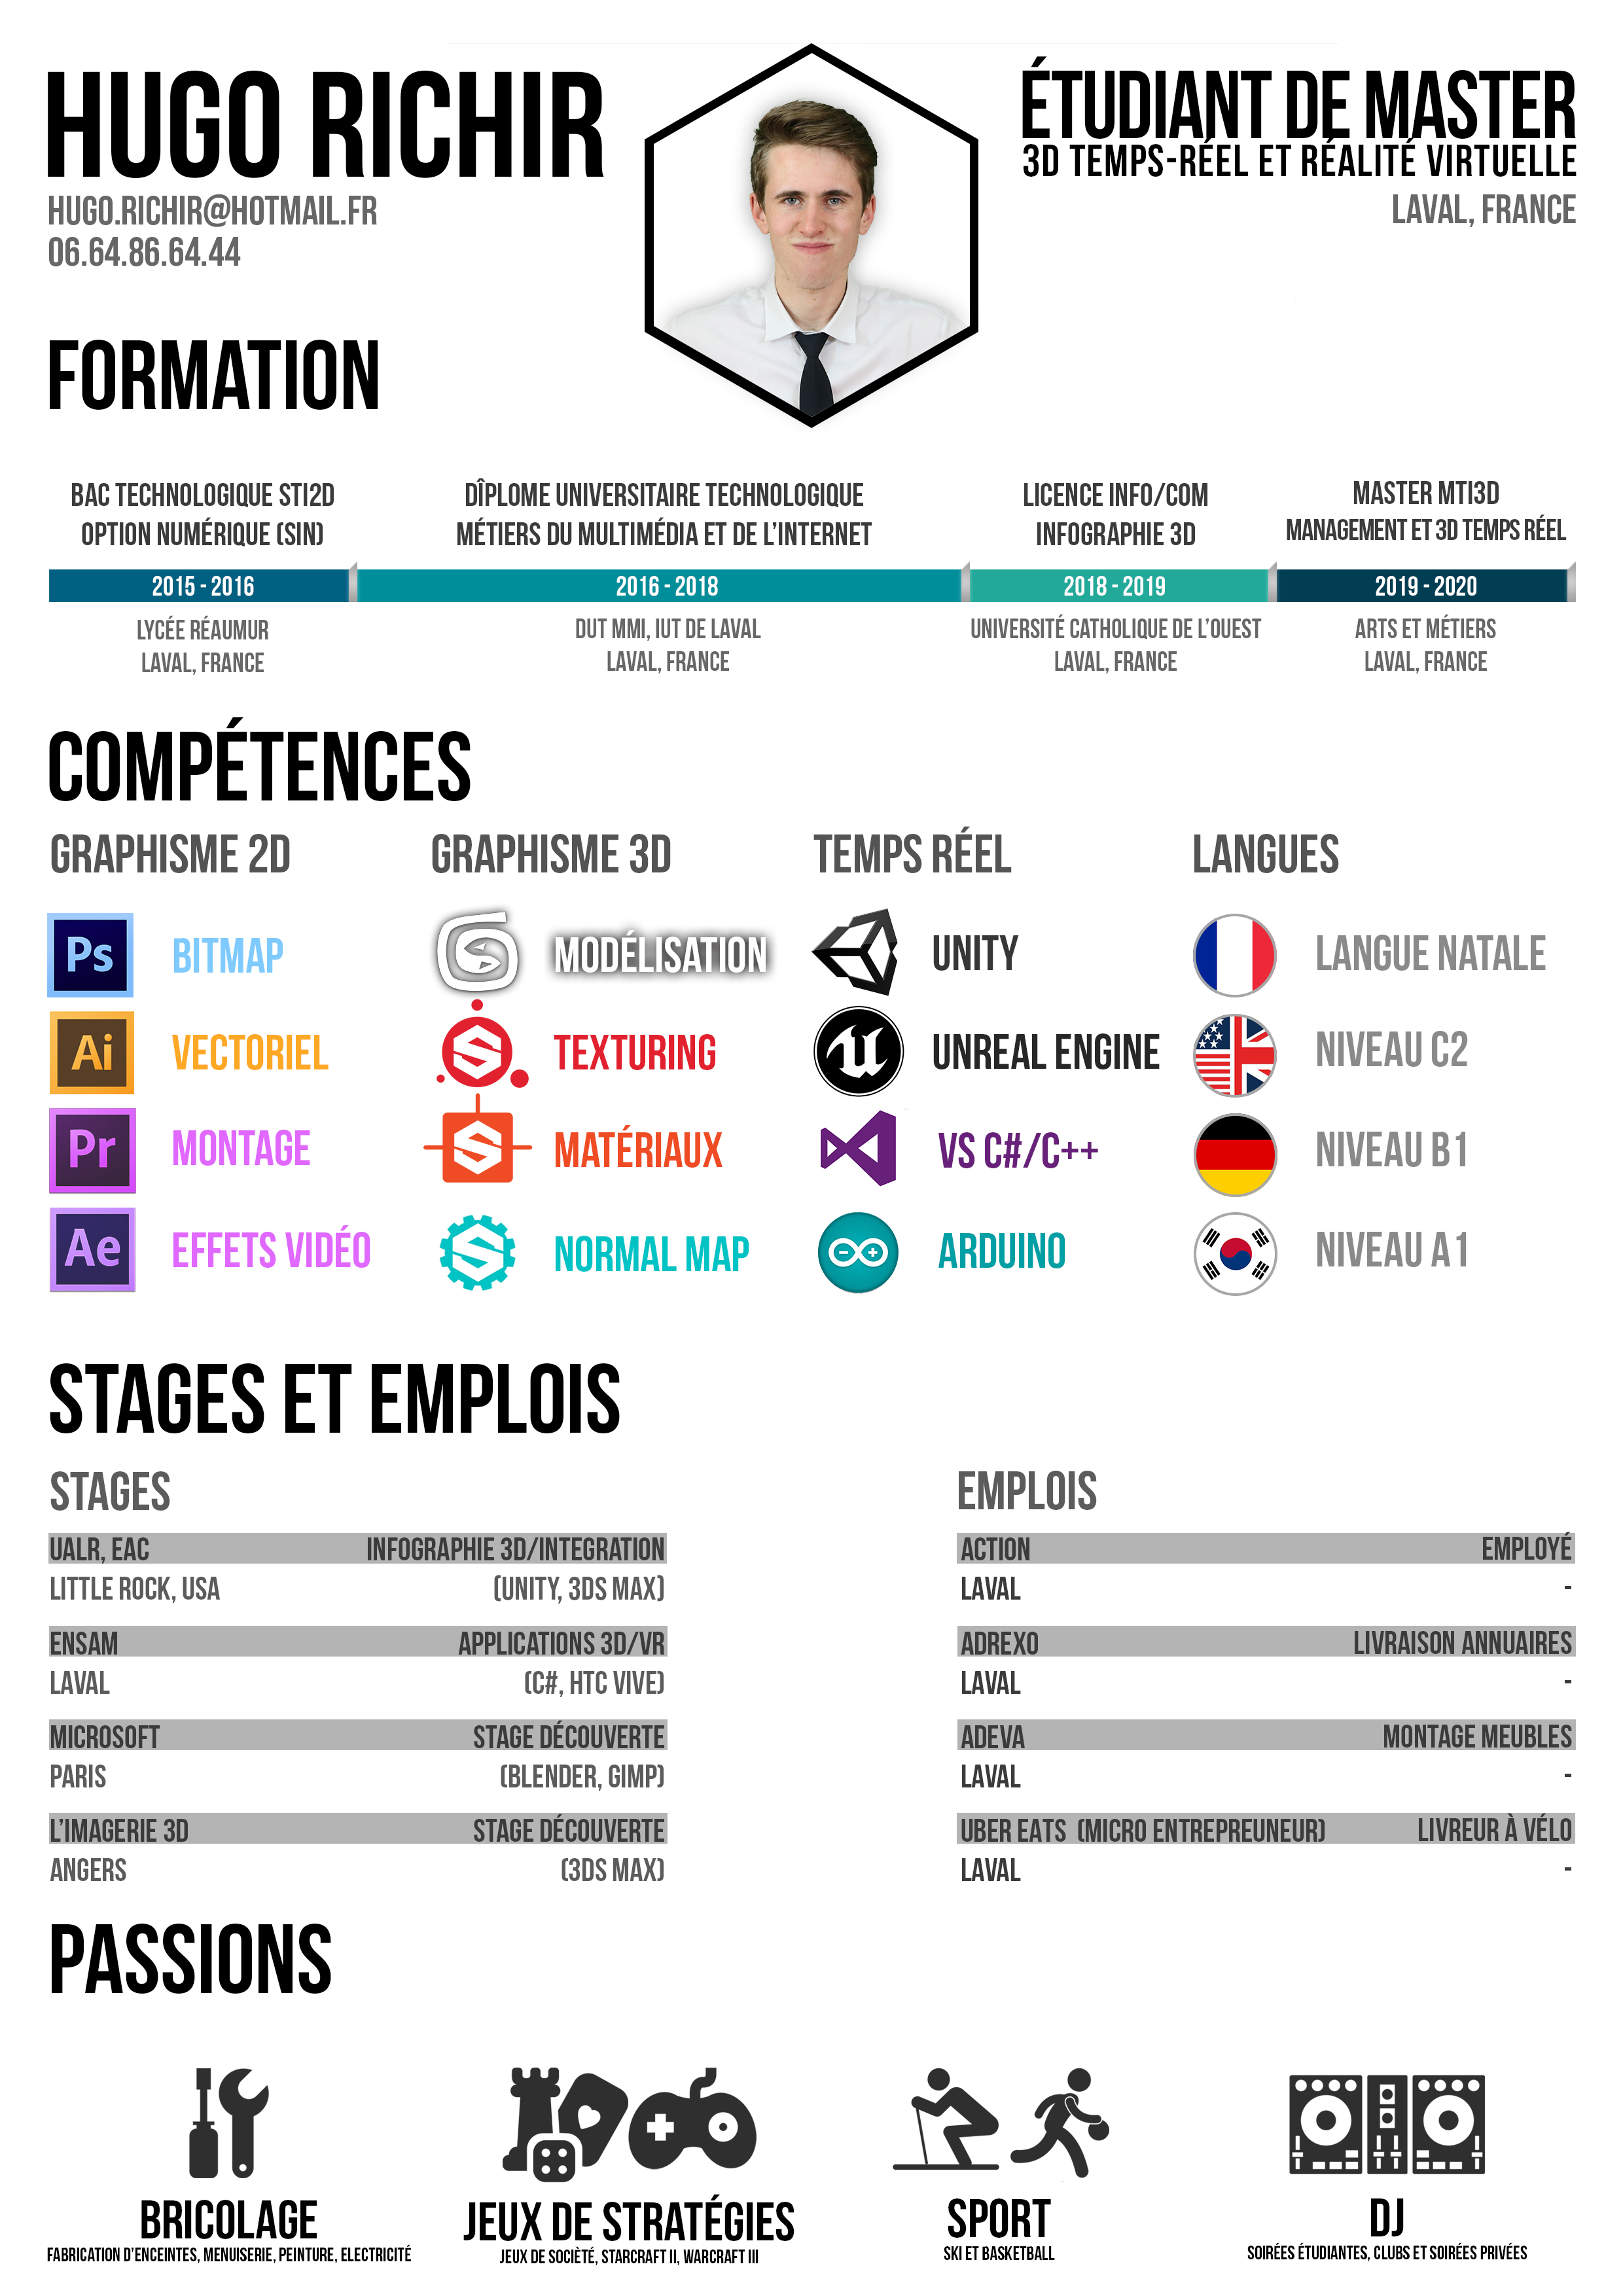 HUGO RICHIR
HUGO.RICHIR@HOTMAIL.FR
06.64.86.64.44
ÉTUDIANT DE MASTER
3D TEMPS-RÉEL ET RÉALITÉ VIRTUELLE
LAVAL, FRANCE
FORMATION
BAC TECHNOLOGIQUE STI2D
OPTION NUMÉRIQUE (SIN)
2015 - 2016
LYCÉE RÉAUMUR
LAVAL, FRANCE
DÎPLOME UNIVERSITAIRE TECHNOLOGIQUE
MÉTIERS DU MULTIMÉDIA ET DE L'INTERNET
2016 - 2018
DUT MMI, IUT DE LAVAL
LAVAL, FRANCE
LICENCE INFO/COM
INFOGRAPHIE 3D
2018 - 2019
UNIVERSITÉ CATHOLIQUE DE L'OUEST
LAVAL, FRANCE
MASTER MTI3D
MANAGEMENT ET 3D TEMPS RÉEL
2019 - 2020
ARTS ET MÉTIERS
LAVAL, FRANCE
COMPÉTENCES
GRAPHISME 2D
Ps BITMAP
Ai VECTORIEL
Pr MONTAGE
Ae EFFETS VIDÉO
GRAPHISME 3D
MODÉLISATION
TEXTURING
MATÉRIAUX
NORMAL MAP
TEMPS RÉEL
UNITY
UNREAL ENGINE
VS C#/C++
ARDUINO
LANGUES
LANGUE NATALE
NIVEAU C2
NIVEAU B1
NIVEAU A1
STAGES ET EMPLOIS
STAGES
UALR, EAC INFOGRAPHIE 3D/INTEGRATION
LITTLE ROCK, USA (UNITY, 3DS MAX)
ENSAM APPLICATIONS 3D/VR
LAVAL (C#, HTC VIVE)
MICROSOFT STAGE DÉCOUVERTE
PARIS (BLENDER, GIMP)
L'IMAGERIE 3D STAGE DÉCOUVERTE
ANGERS (3DS MAX)
EMPLOIS
ACTION EMPLOYÉ
LAVAL -
ADREXO LIVRAISON ANNUAIRES
LAVAL -
ADEVA MONTAGE MEUBLES
LAVAL -
UBER EATS (MICRO ENTREPREUNEUR) LIVREUR À VÉLO
LAVAL -
PASSIONS
BRICOLAGE
FABRICATION D'ENCEINTES, MENUISERIE, PEINTURE, ELECTRICITÉ
JEUX DE STRATÉGIES
JEUX DE SOCIÈTÉ, STARCRAFT II, WARCRAFT III
SPORT
SKI ET BASKETBALL
DJ
SOIRÉES ÉTUDIANTES, CLUBS ET SOIRÉES PRIVÉES